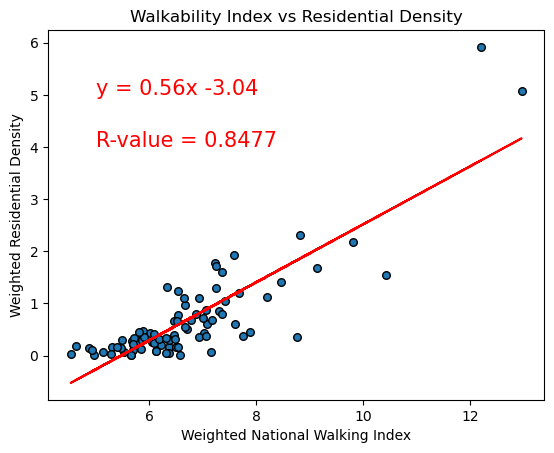 Walkability Index vs Residential Density
6
5
4
3
2
1
0
Weighted Residential Density
y = 0.56x -3.04
R-value = 0.8477
6 8 10 12
Weighted National Walking Index